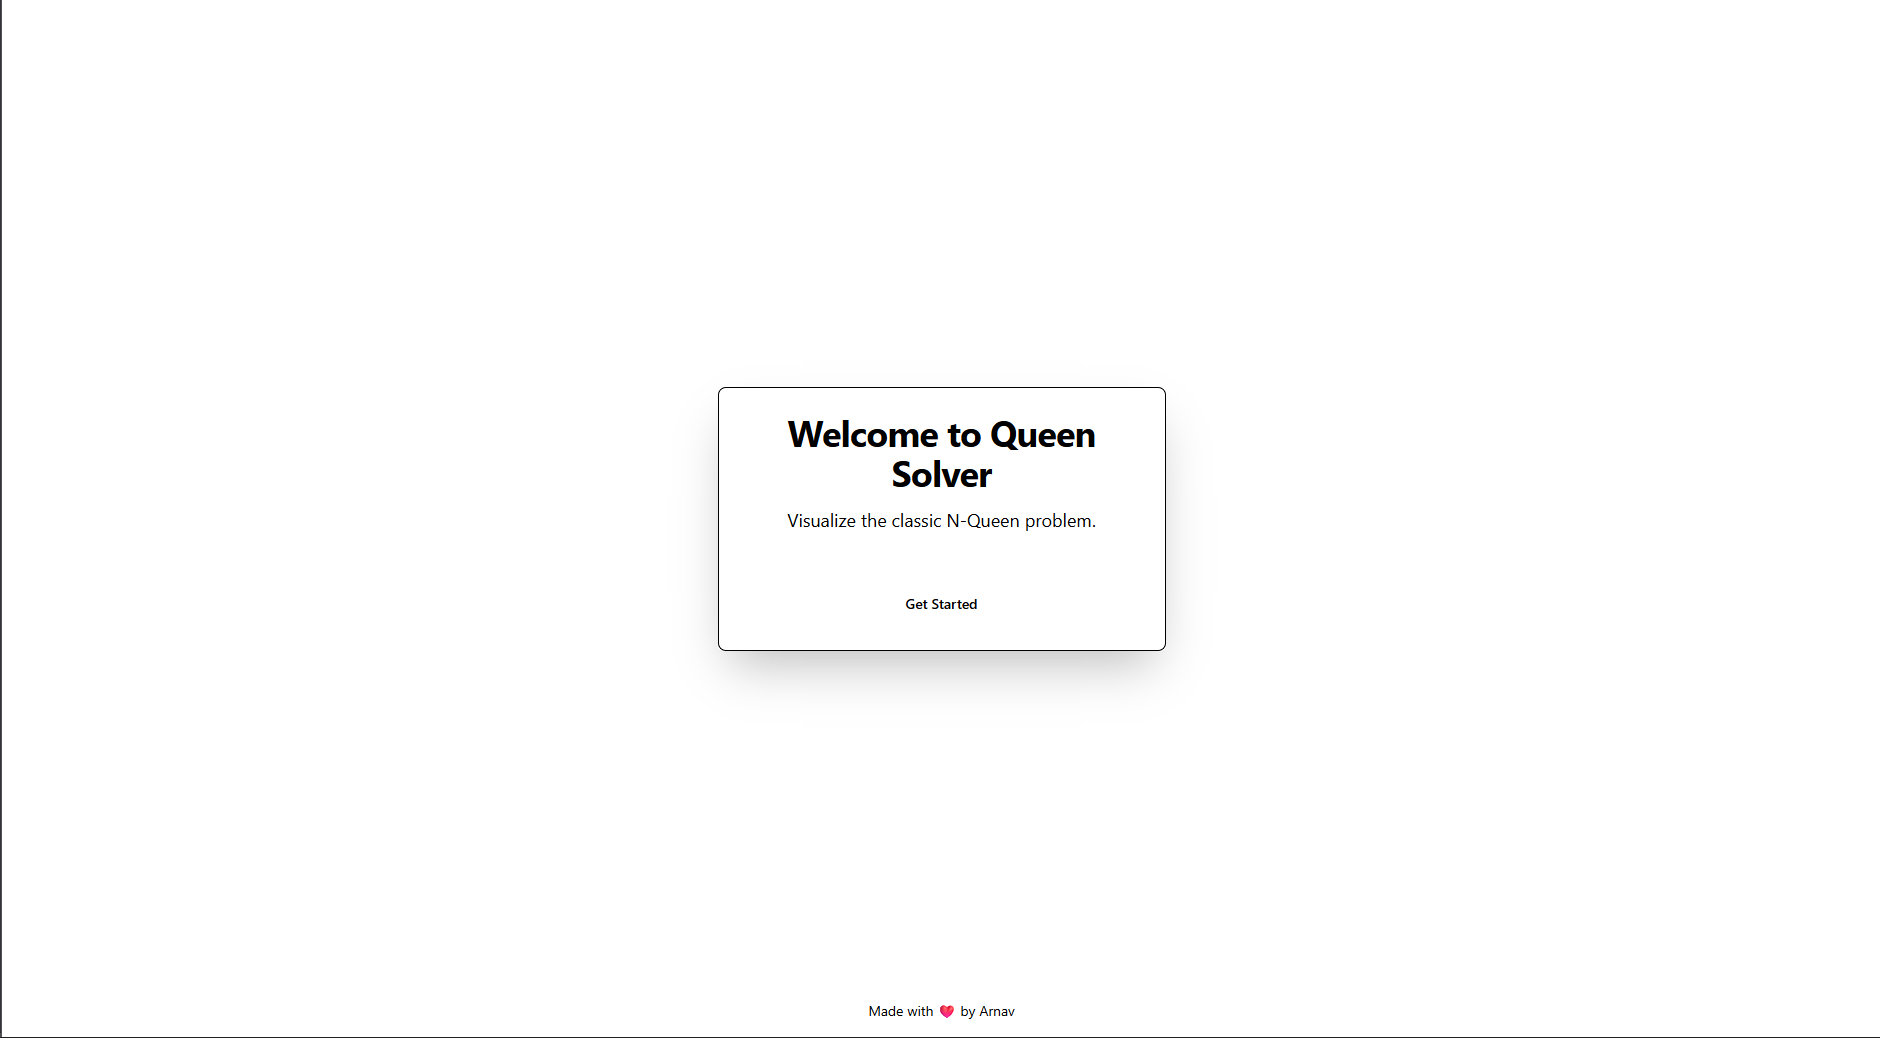 Welcome to Queen
Solver
Visualize the classic N-Queen problem.
Get Started
Made with ❤️ by Arnav